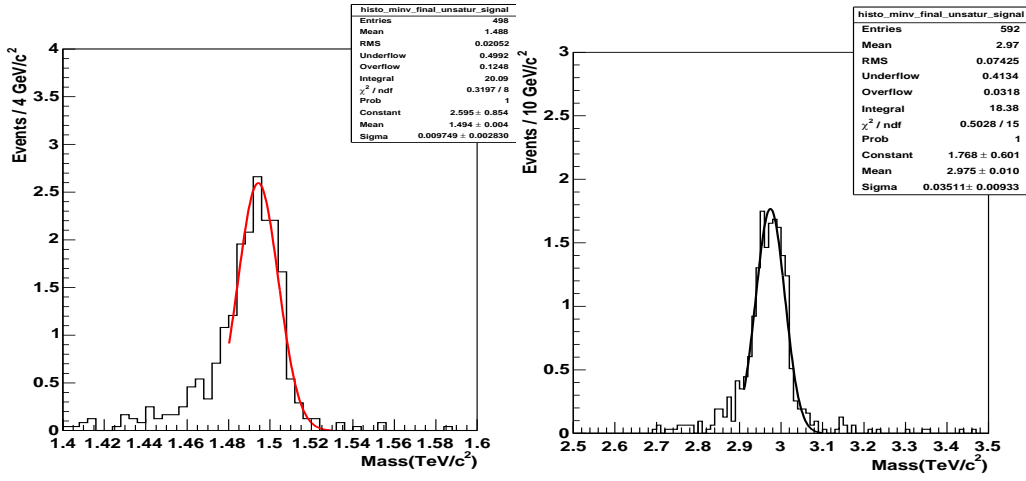 histo_minv_final_unsatur_signal
Entries 498
Mean 1.488
RMS 0.02052
Underflow 0.4992
Overflow 0.1248
Integral 20.09
χ² / ndf 0.3197 / 8
Prob 1
Constant 2.595 ± 0.854
Mean 1.494 ± 0.004
Sigma 0.009749 ± 0.002830
Events / 4 GeV/c²
4
3.5
3
2.5
2
1.5
1
0.5
0
1.4 1.42 1.44 1.46 1.48 1.5 1.52 1.54 1.56 1.58 1.6
Mass(TeV/c²)
histo_minv_final_unsatur_signal
Entries 592
Mean 2.97
RMS 0.07425
Underflow 0.4134
Overflow 0.0318
Integral 18.38
χ² / ndf 0.5028 / 15
Prob 1
Constant 1.768 ± 0.601
Mean 2.975 ± 0.010
Sigma 0.03511± 0.00933
Events / 10 GeV/c²
3
2.5
2
1.5
1
0.5
0
2.5 2.6 2.7 2.8 2.9 3 3.1 3.2 3.3 3.4 3.5
Mass(TeV/c²)